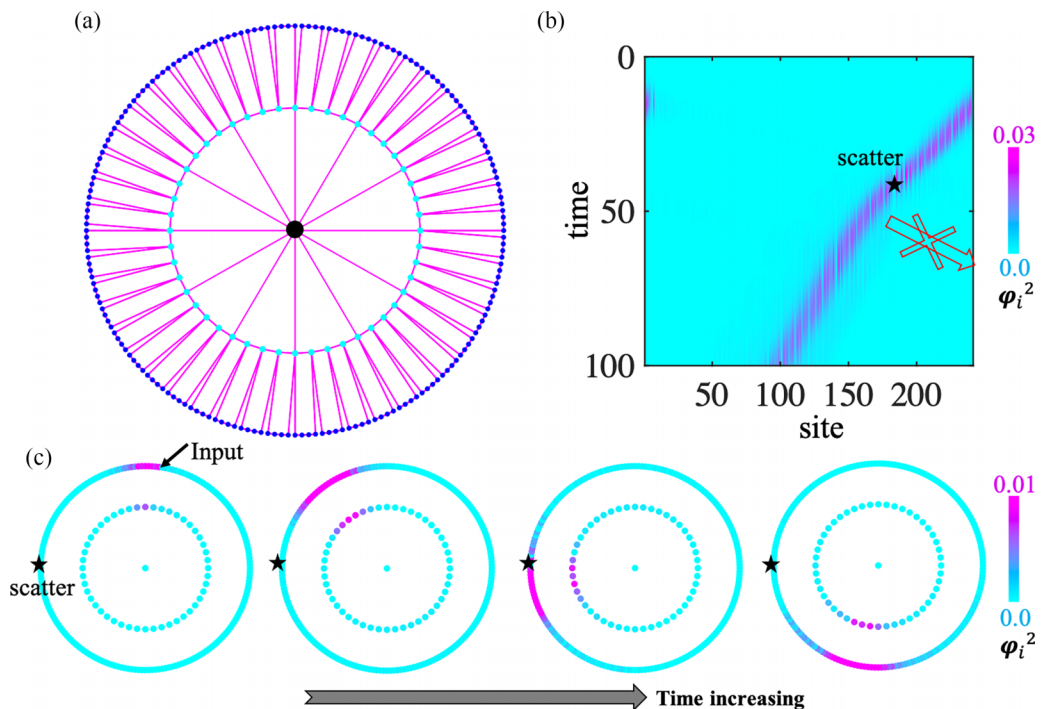 (a)
(b)
0
50
100
time
50
100
150
200
site
scatter
0.03
0.0
φᵢ²
(c)
Input
scatter
0.01
0.0
φᵢ²
Time increasing